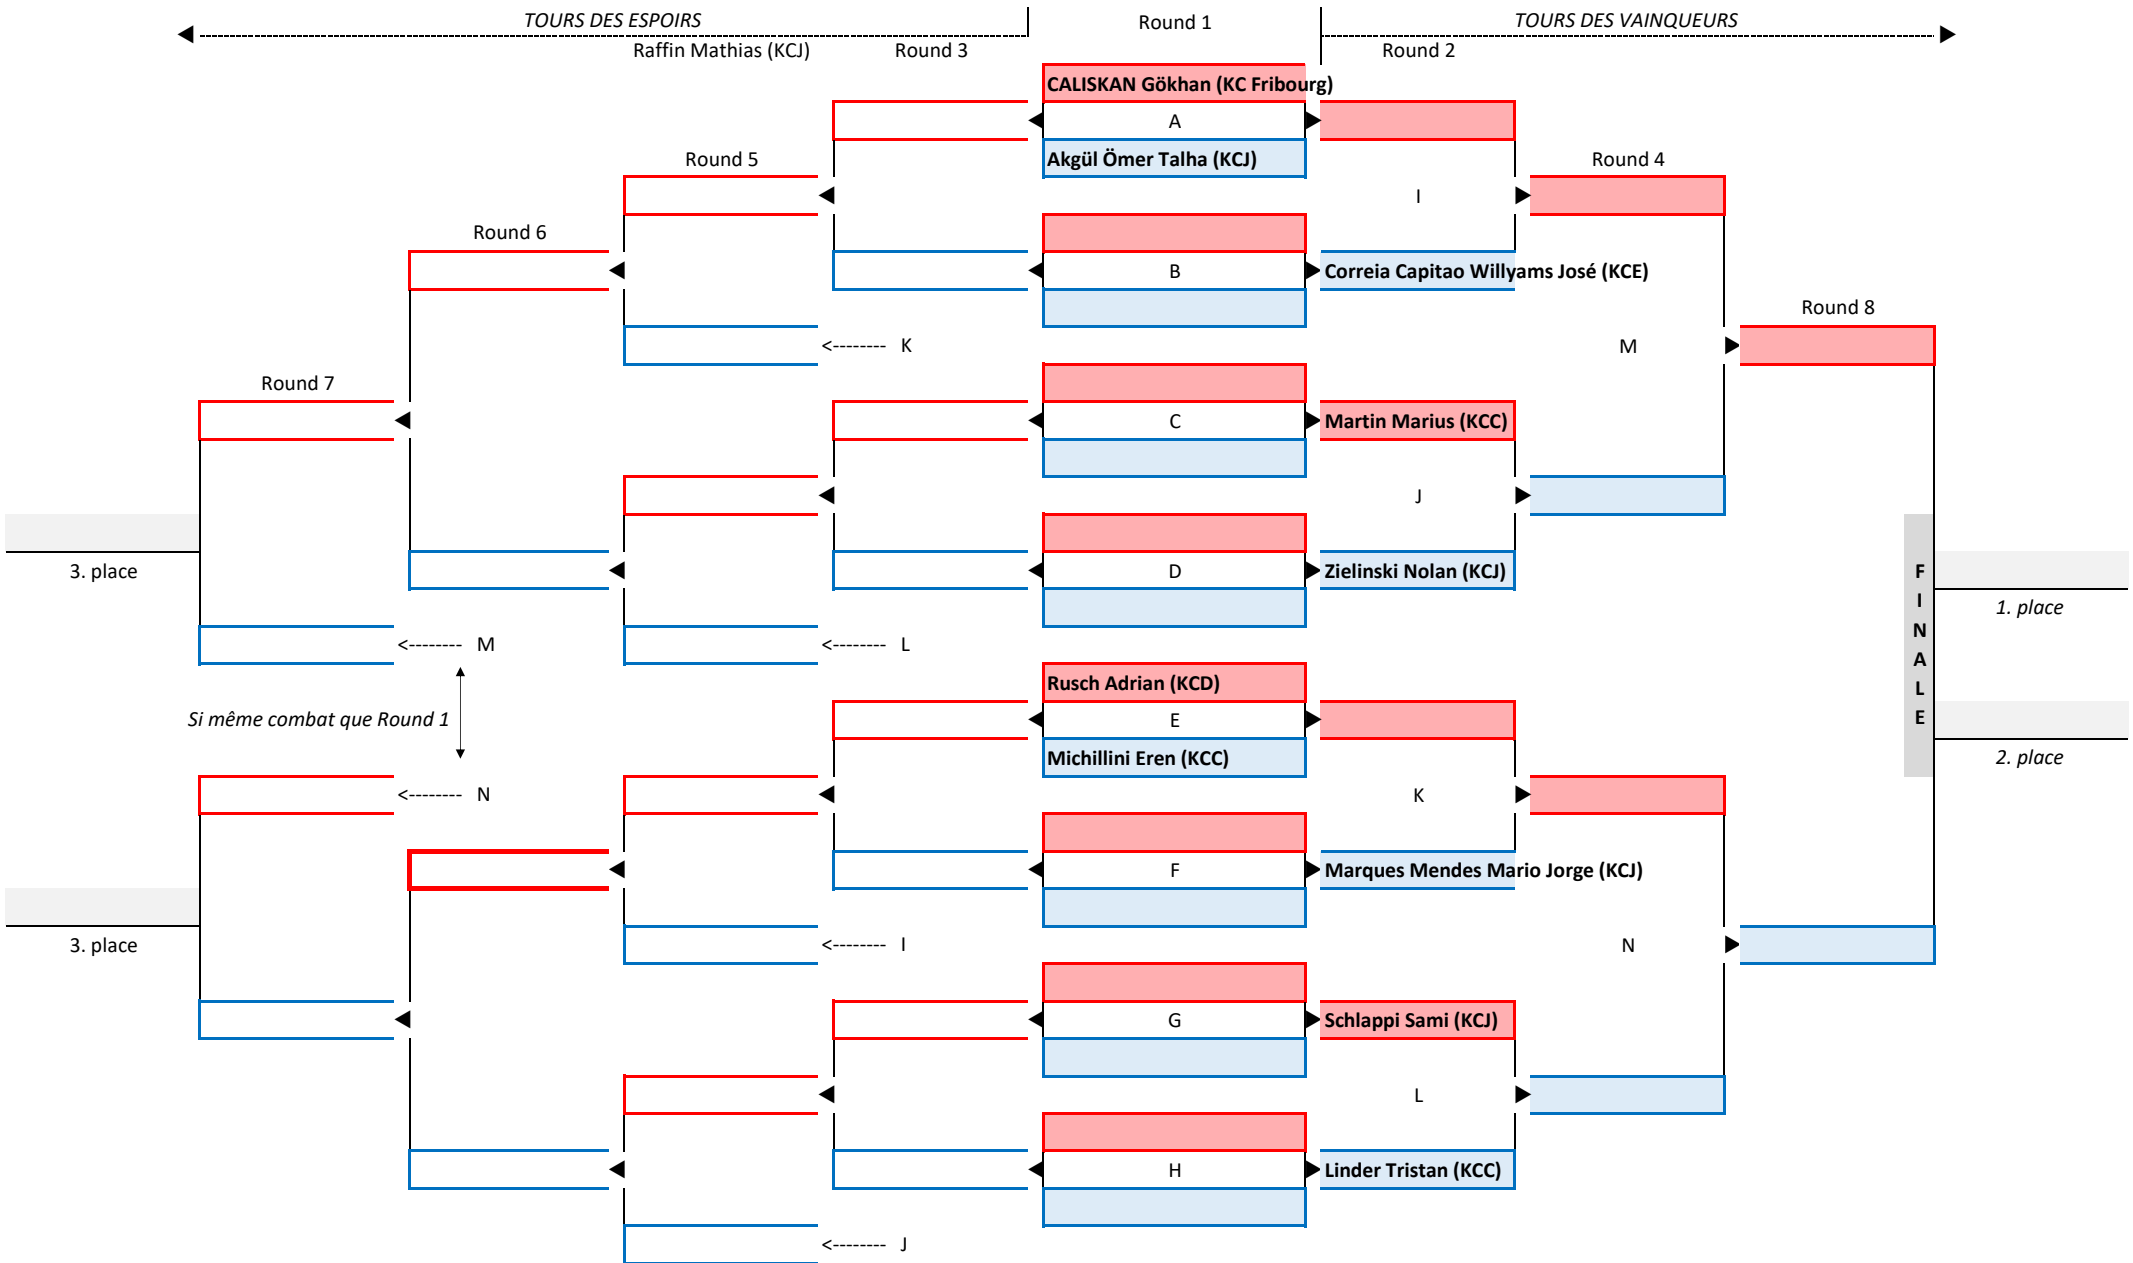 TOURS DES ESPOIRS
Round 1
TOURS DES VAINQUEURS
Raffin Mathias (KCJ)
Round 3
Round 2
CALISKAN Gökhan (KC Fribourg)
A
Akgül Ömer Talha (KCJ)
Round 5
Round 4
I
Round 6
B
Correia Capitao Willyams José (KCE)
Round 8
<-------- K
M
Round 7
C
Martin Marius (KCC)
J
3. place
D
Zielinski Nolan (KCJ)
FINALE
1. place
<-------- M
<-------- L
Rusch Adrian (KCD)
Si même combat que Round 1
E
Michillini Eren (KCC)
2. place
<-------- N
K
F
Marques Mendes Mario Jorge (KCJ)
3. place
<-------- I
N
G
Schlappi Sami (KCJ)
L
H
Linder Tristan (KCC)
<-------- J